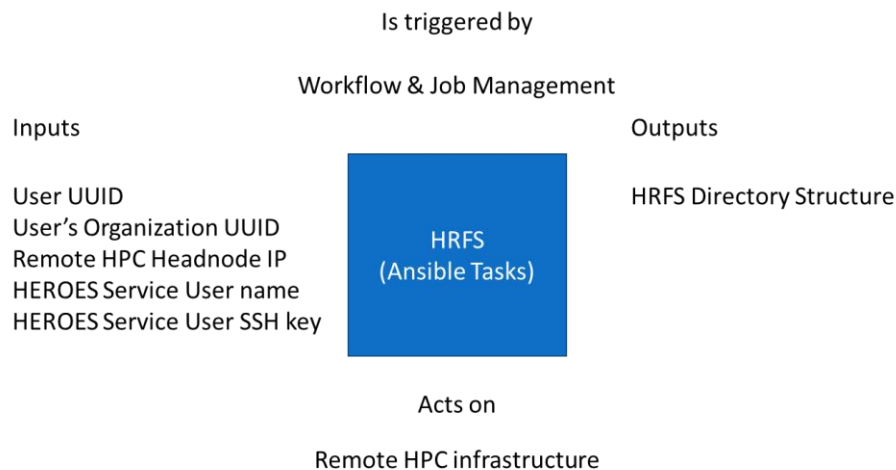 Is triggered by
Workflow & Job Management
Inputs
User UUID
User’s Organization UUID
Remote HPC Headnode IP
HEROES Service User name
HEROES Service User SSH key
HRFS
(Ansible Tasks)
Outputs
HRFS Directory Structure
Acts on
Remote HPC infrastructure